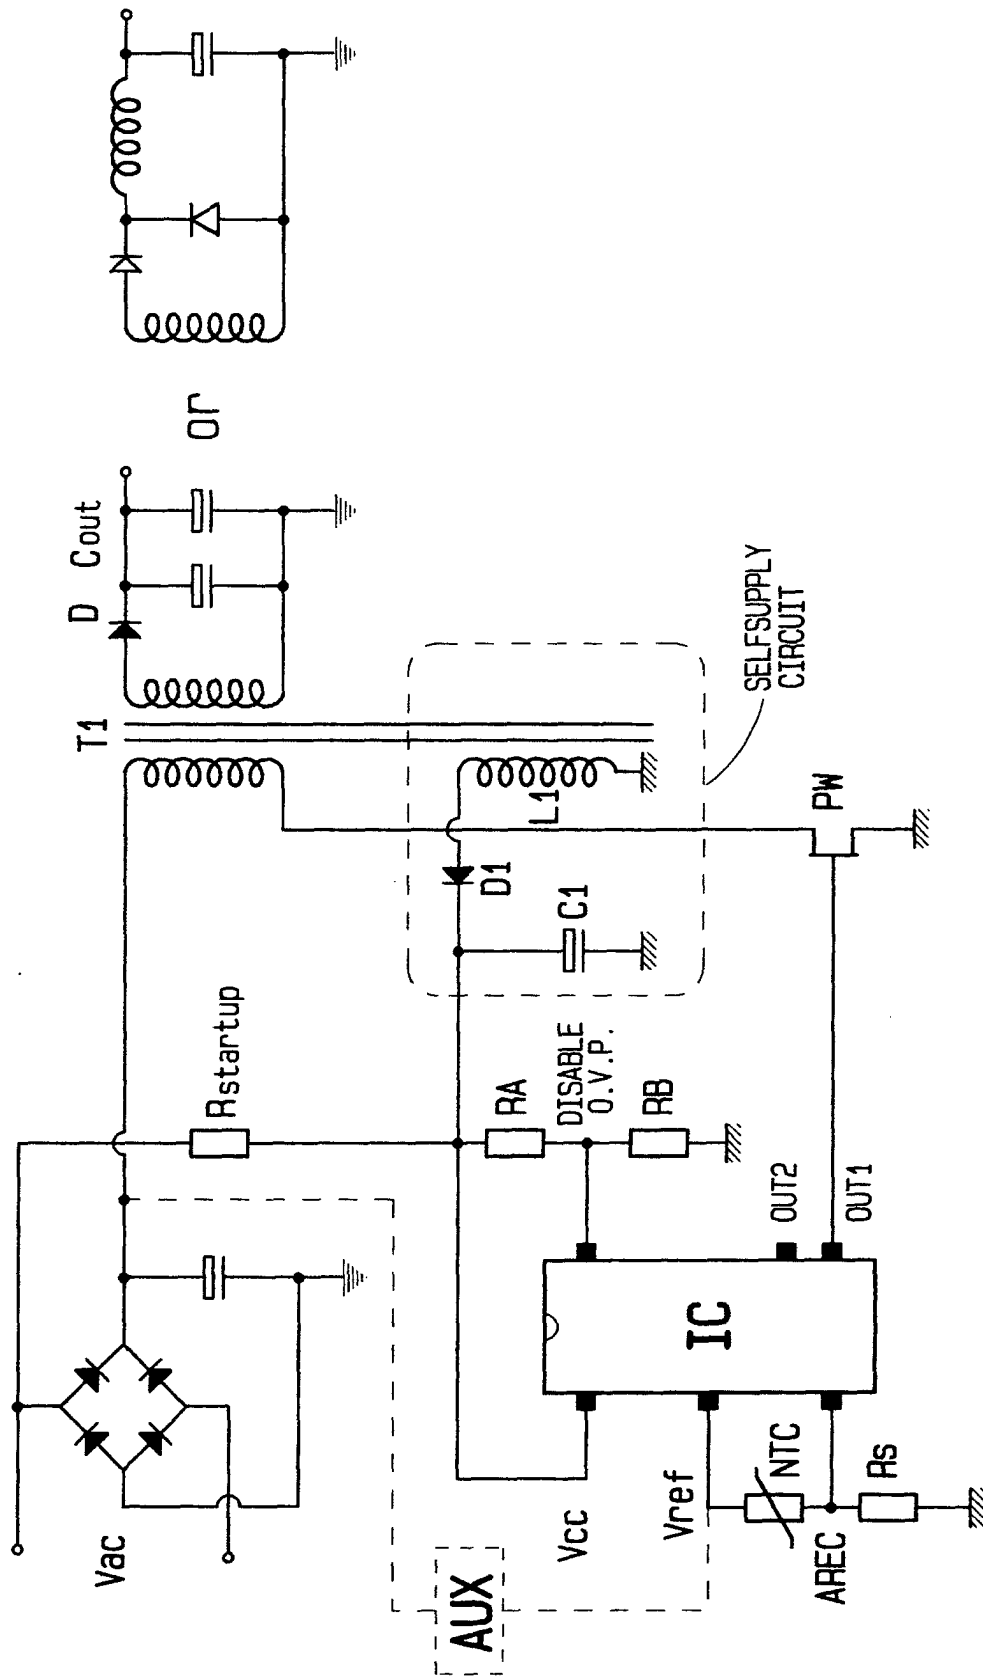 Vac
Rstartup
T1
D
Cout
or
AUX
Vcc
D1
C1
L1
SELFSUPPLY
CIRCUIT
RA
DISABLE
O.V.P.
RB
Vref
NTC
AREC
Rs
IC
OUT2
OUT1
PW